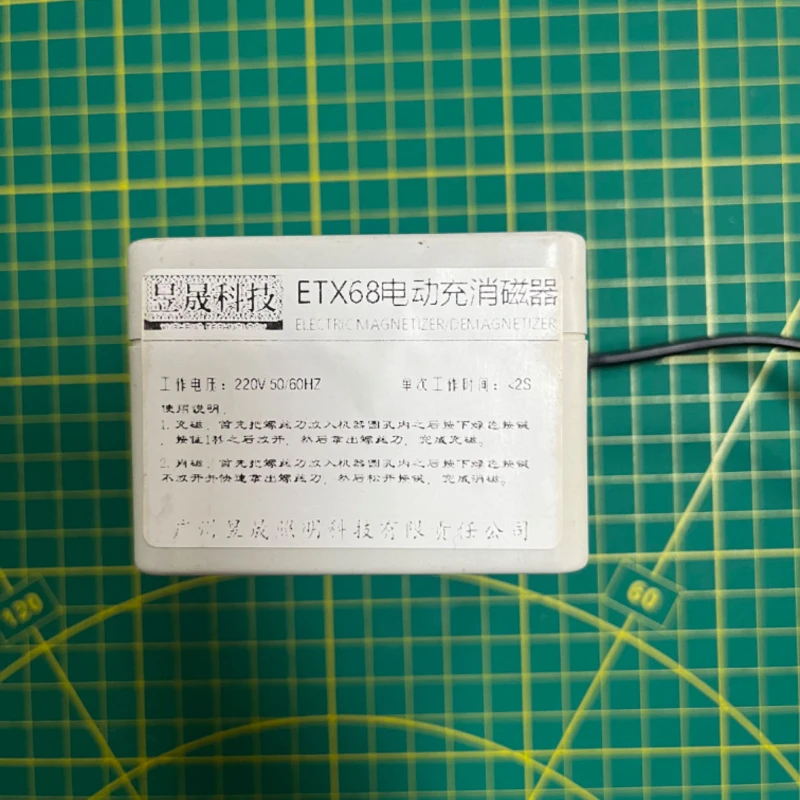 昱晟科技 ETX68电动充消磁器
ELECTRIC MAGNETIZER/DEMAGNETIZER
工作电压：220V 50/60HZ 单次工作时间：<2S
使用说明：
1. 充磁，首先把螺丝刀放入机器圆孔内之后按下绿色按键
，按住1秒之后放开，然后拿出螺丝刀，完成充磁。
2. 消磁，首先把螺丝刀放入机器圆孔内之后按下绿色按键
不放开并快速拿出螺丝刀，然后松开按键，完成消磁。
广州昱晟照明科技有限责任公司
120
60